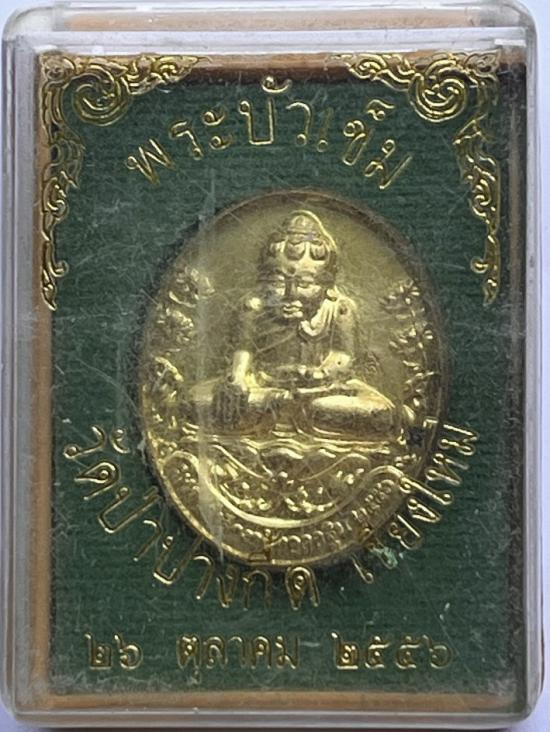 พระบัวเข็ม
วัดป่าปางกื๊ด เชียงใหม่
๒๖ ตุลาคม ๒๕๕๖